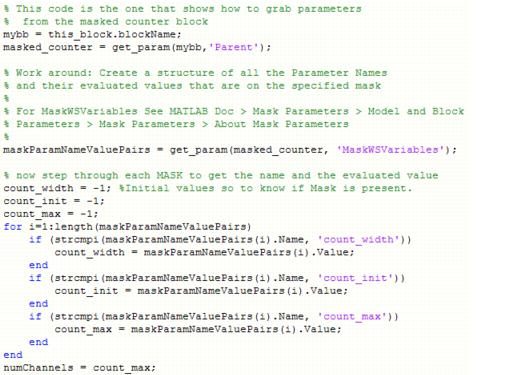 % This code is the one that shows how to grab parameters
%  from the masked counter block
mybb = this_block.blockName;
masked_counter = get_param(mybb,'Parent');
% Work around: Create a structure of all the Parameter Names
% and their evaluated values that are on the specified mask
%
% For MaskWSVariables See MATLAB Doc > Mask Parameters > Model and Block
% Parameters > Mask Parameters > About Mask Parameters
%
maskParamNameValuePairs = get_param(masked_counter, 'MaskWSVariables');
% now step through each MASK to get the name and the evaluated value
count_width = -1; %Initial values so to know if Mask is present.
count_init = -1;
count_max = -1;
for i=1:length(maskParamNameValuePairs)
    if (strcmpi(maskParamNameValuePairs(i).Name, 'count_width'))
        count_width = maskParamNameValuePairs(i).Value;
    end
    if (strcmpi(maskParamNameValuePairs(i).Name, 'count_init'))
        count_init = maskParamNameValuePairs(i).Value;
    end
    if (strcmpi(maskParamNameValuePairs(i).Name, 'count_max'))
        count_max = maskParamNameValuePairs(i).Value;
    end
end
numChannels = count_max;